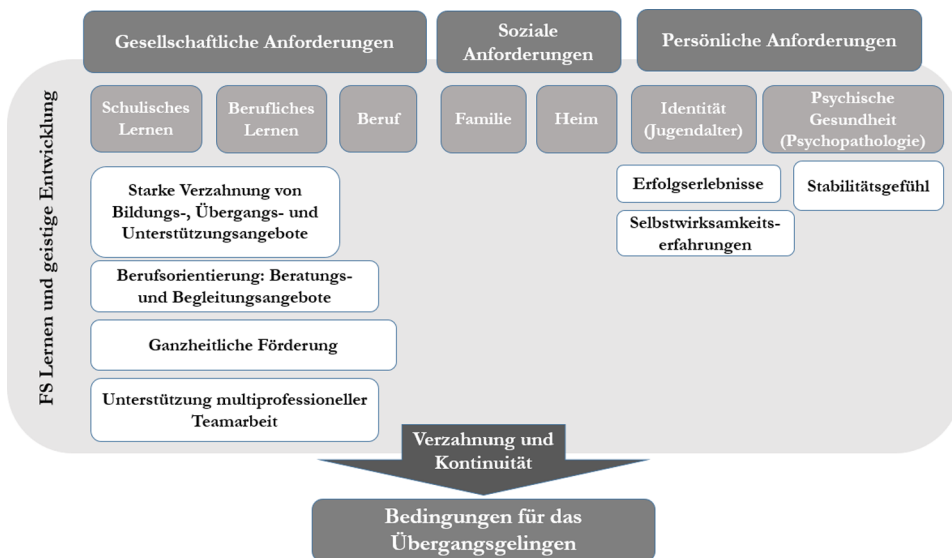 Gesellschaftliche Anforderungen
Soziale
Anforderungen
Persönliche Anforderungen
FS Lernen und geistige Entwicklung
Schulisches
Lernen
Berufliches
Lernen
Beruf
Familie
Heim
Identität
(Jugendalter)
Psychische
Gesundheit
(Psychopathologie)
Starke Verzahnung von
Bildungs-, Übergangs- und
Unterstützungsangebote
Erfolgserlebnisse
Stabilitätsgefühl
Selbstwirksamkeits-
erfahrungen
Berufsorientierung: Beratungs-
und Begleitungsangebote
Ganzheitliche Förderung
Unterstützung multiprofessioneller
Teamarbeit
Verzahnung und
Kontinuität
Bedingungen für das
Übergangsgelingen